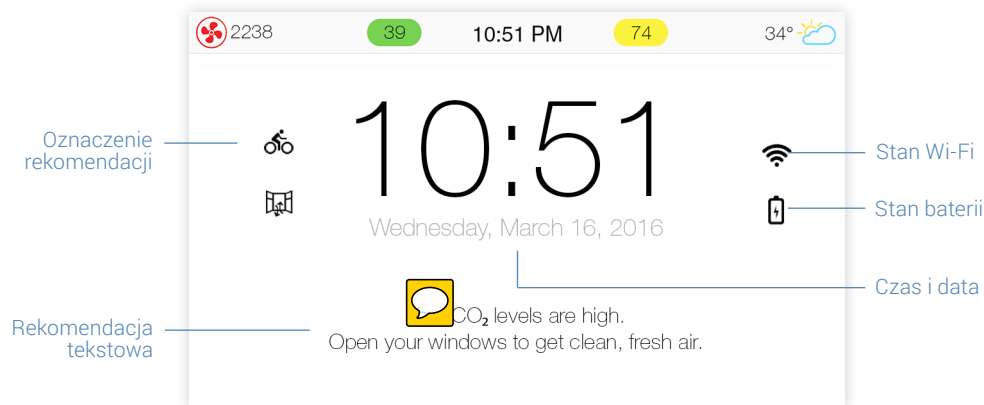 2238 39 10:51 PM 74 34°
10:51
Wednesday, March 16, 2016
CO₂ levels are high.
Open your windows to get clean, fresh air.
Oznaczenie
rekomendacji
Rekomendacja
tekstowa
Stan Wi-Fi
Stan baterii
Czas i data